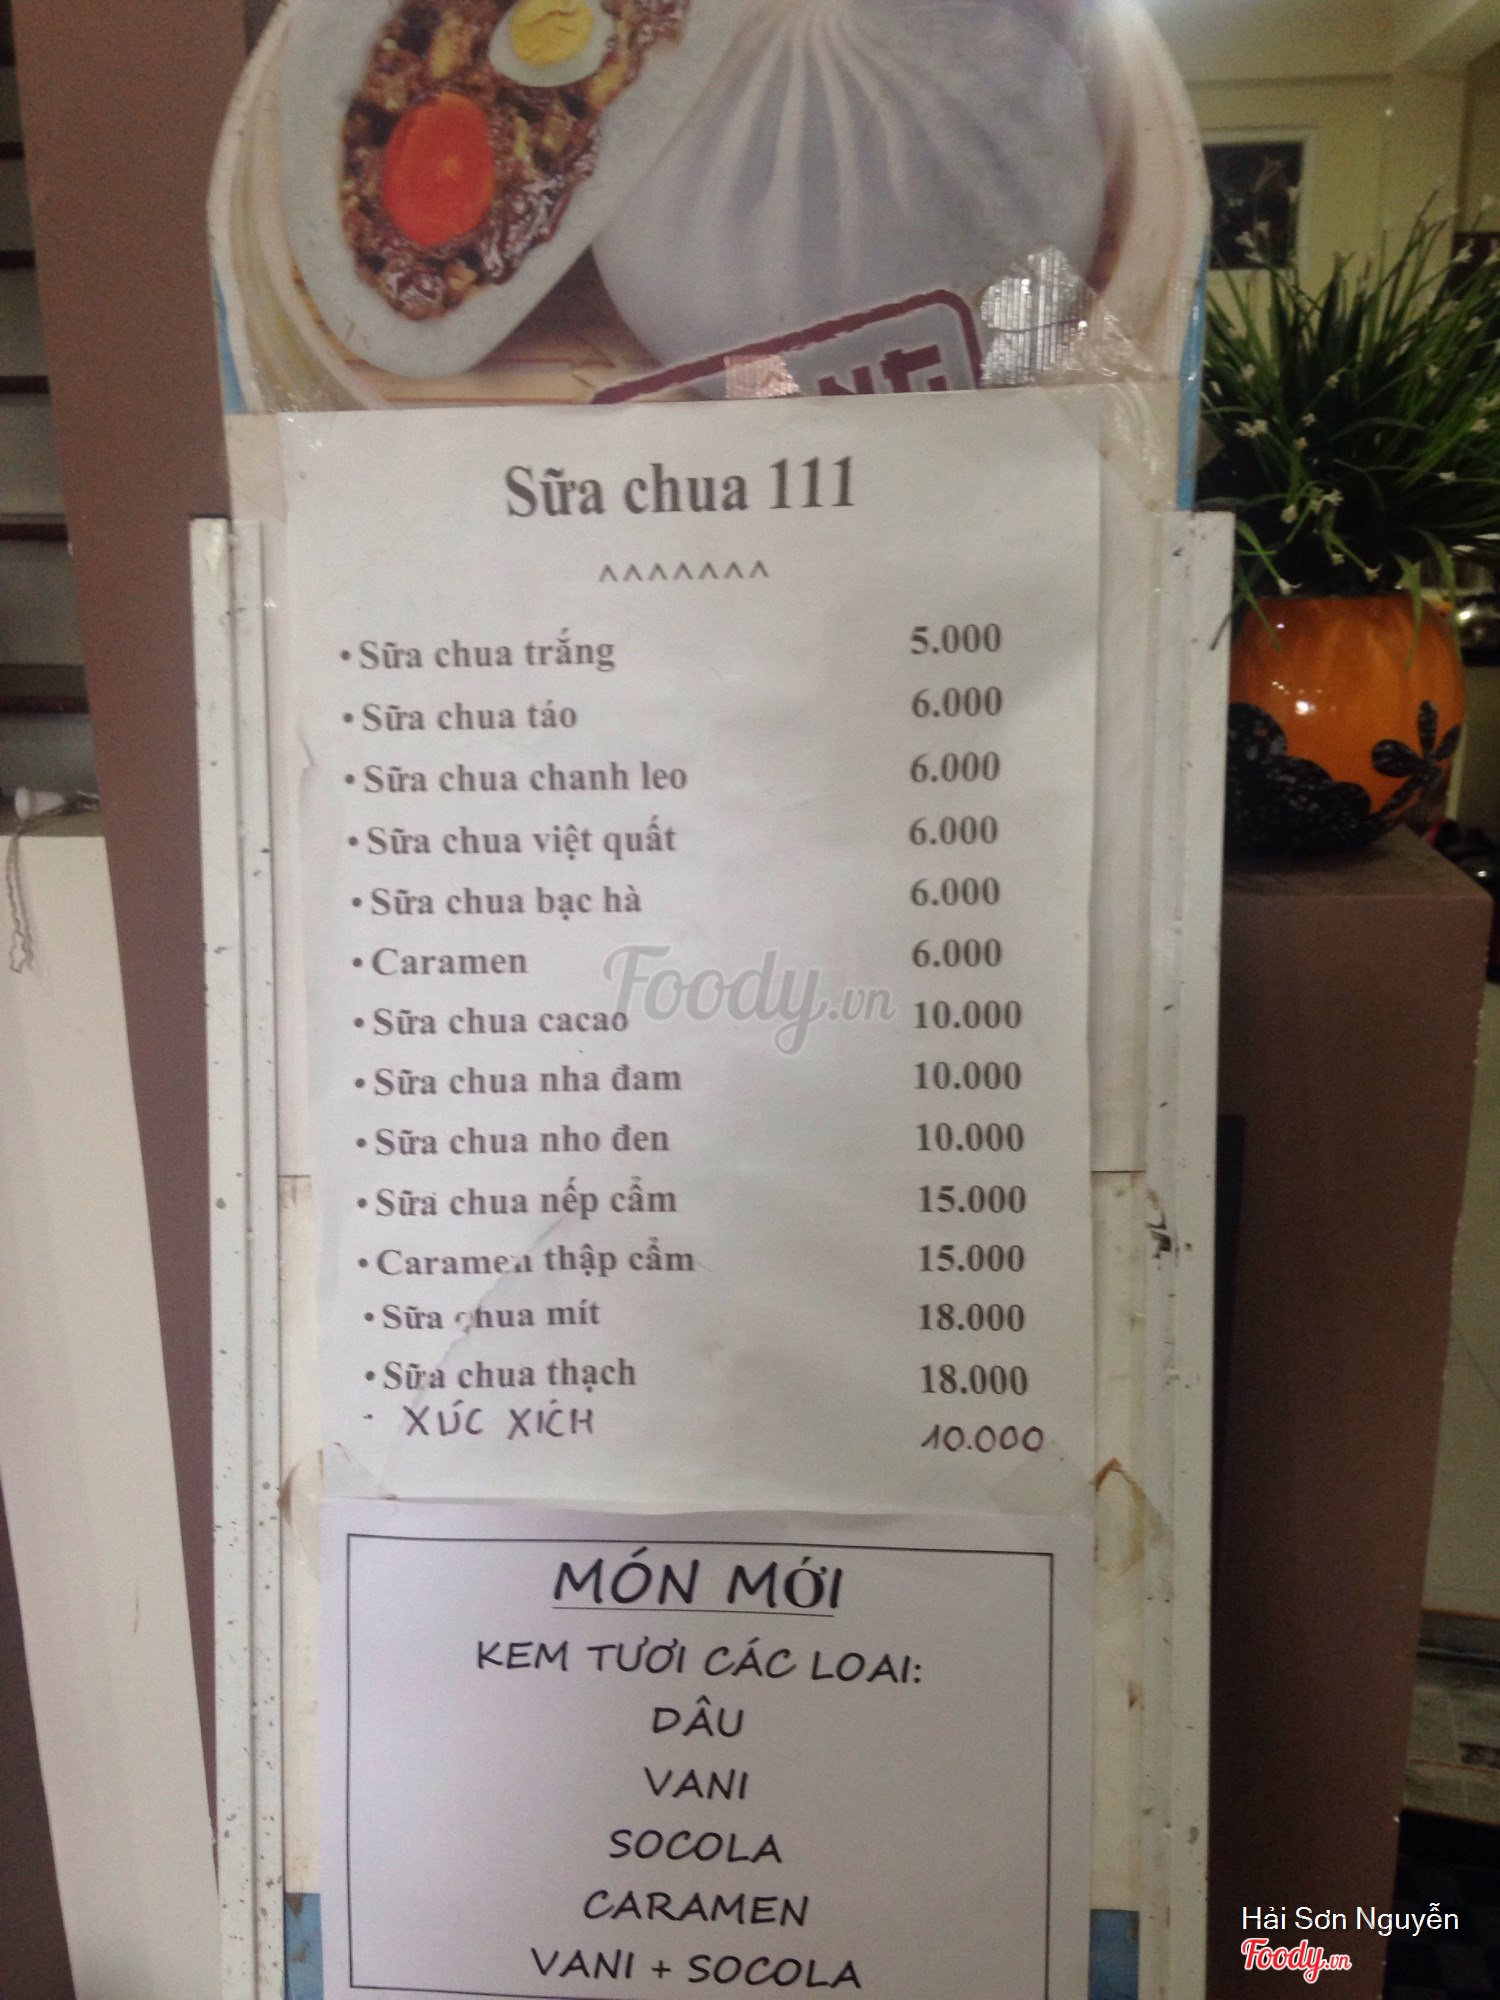 Sữa chua 111
^^^^^^^
• Sữa chua trắng 5.000
• Sữa chua táo 6.000
• Sữa chua chanh leo 6.000
• Sữa chua việt quất 6.000
• Sữa chua bạc hà 6.000
• Caramen 6.000
• Sữa chua cacao 10.000
• Sữa chua nha đam 10.000
• Sữa chua nho đen 10.000
• Sữa chua nếp cẩm 15.000
• Caramen thập cẩm 15.000
• Sữa chua mít 18.000
• Sữa chua thạch 18.000
- XÚC XÍCH 10.000
Foody.vn
MÓN MỚI
KEM TƯƠI CÁC LOẠI:
DÂU
VANI
SOCOLA
CARAMEN
VANI + SOCOLA
Hải Sơn Nguyễn
Foody.vn